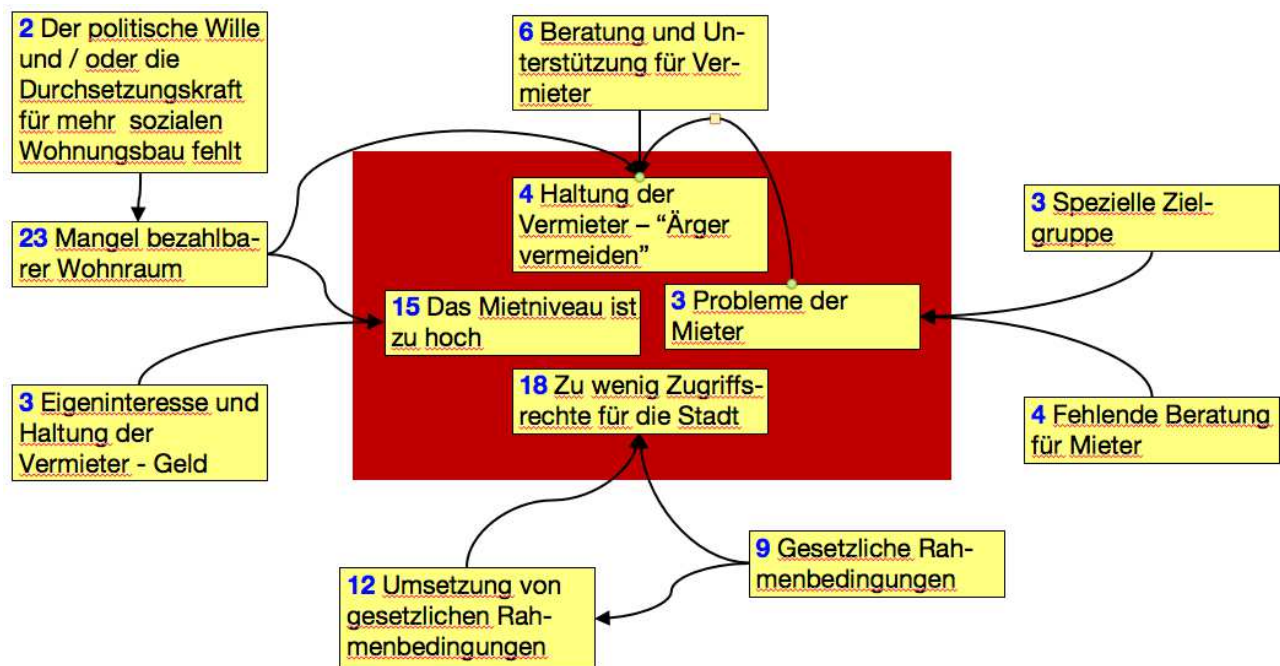 2 Der politische Wille
und / oder die
Durchsetzungskraft
für mehr sozialen
Wohnungsbau fehlt
6 Beratung und Un-
terstützung für Ver-
mieter
4 Haltung der
Vermieter – “Ärger
vermeiden”
3 Spezielle Ziel-
gruppe
23 Mangel bezahlba-
rer Wohnraum
15 Das Mietniveau ist
zu hoch
3 Probleme der
Mieter
18 Zu wenig Zugriffs-
rechte für die Stadt
3 Eigeninteresse und
Haltung der
Vermieter - Geld
4 Fehlende Beratung
für Mieter
9 Gesetzliche Rah-
menbedingungen
12 Umsetzung von
gesetzlichen Rah-
menbedingungen